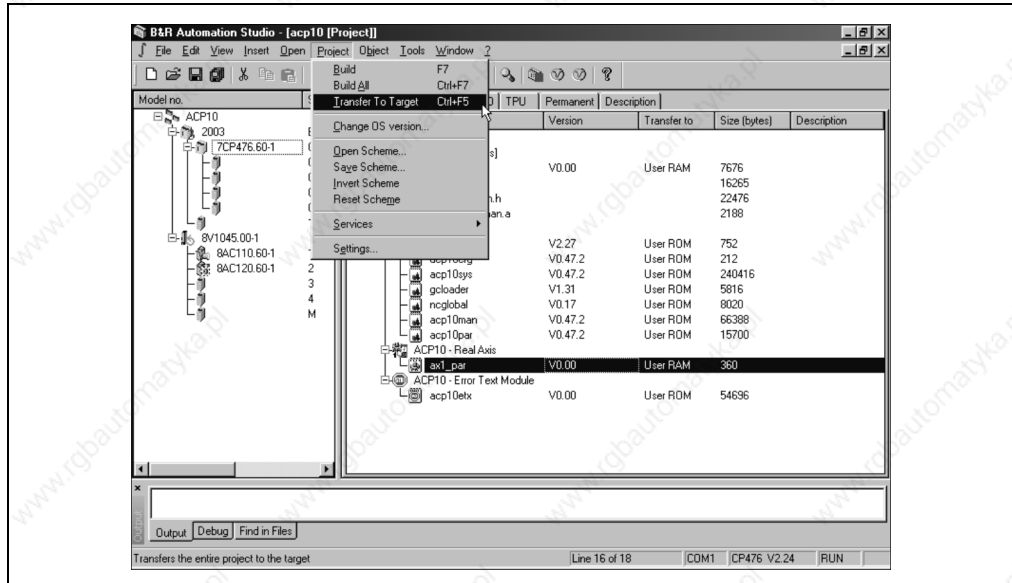 B&R Automation Studio - [acp10 [Project]]
File Edit View Insert Open Project Object Tools Window ?
Build F7
Build All Ctrl+F7
Transfer To Target Ctrl+F5
Change OS version...
Open Scheme...
Save Scheme...
Invert Scheme
Reset Scheme
Services
Settings...
Model no.
ACP10
2003
7CP476.60-1
8V1045.00-1
8AC110.60-1
8AC120.60-1 2
3
4
M
TPU Permanent Description
Version Transfer to Size (bytes) Description
s]
V0.00 User RAM 7676
16265
n.h 22476
an.a 2188
V2.27 User ROM 752
V0.47.2 User ROM 212
acp10sys V0.47.2 User ROM 240416
gcloader V1.31 User ROM 5816
ncglobal V0.17 User ROM 8020
acp10man V0.47.2 User ROM 66388
acp10par V0.47.2 User ROM 15700
ACP10 - Real Axis
ax1_par V0.00 User RAM 360
ACP10 - Error Text Module
acp10etx V0.00 User ROM 54696
Output
Output Debug Find in Files
Transfers the entire project to the target Line 16 of 18 COM1 CP476 V2.24 RUN
www.rgbautomatyka.pl